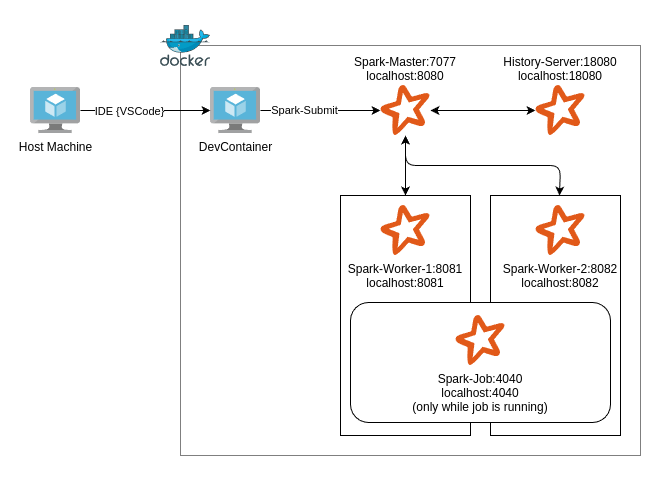 docker
Spark-Master:7077
localhost:8080
History-Server:18080
localhost:18080
IDE {VSCode}
Spark-Submit
Host Machine
DevContainer
Spark-Worker-1:8081
localhost:8081
Spark-Worker-2:8082
localhost:8082
Spark-Job:4040
localhost:4040
(only while job is running)